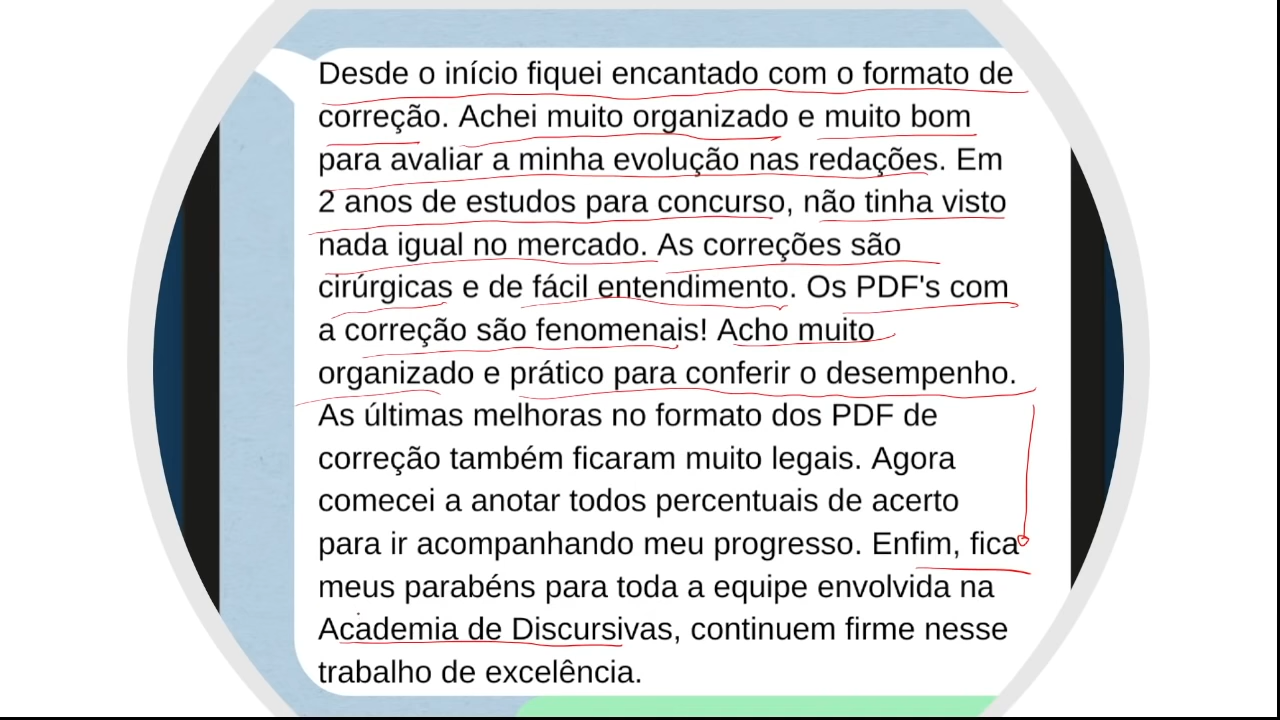 Desde o início fiquei encantado com o formato de
correção. Achei muito organizado e muito bom
para avaliar a minha evolução nas redações. Em
2 anos de estudos para concurso, não tinha visto
nada igual no mercado. As correções são
cirúrgicas e de fácil entendimento. Os PDF's com
a correção são fenomenais! Acho muito
organizado e prático para conferir o desempenho.
As últimas melhoras no formato dos PDF de
correção também ficaram muito legais. Agora
comecei a anotar todos percentuais de acerto
para ir acompanhando meu progresso. Enfim, fica
meus parabéns para toda a equipe envolvida na
Academia de Discursivas, continuem firme nesse
trabalho de excelência.